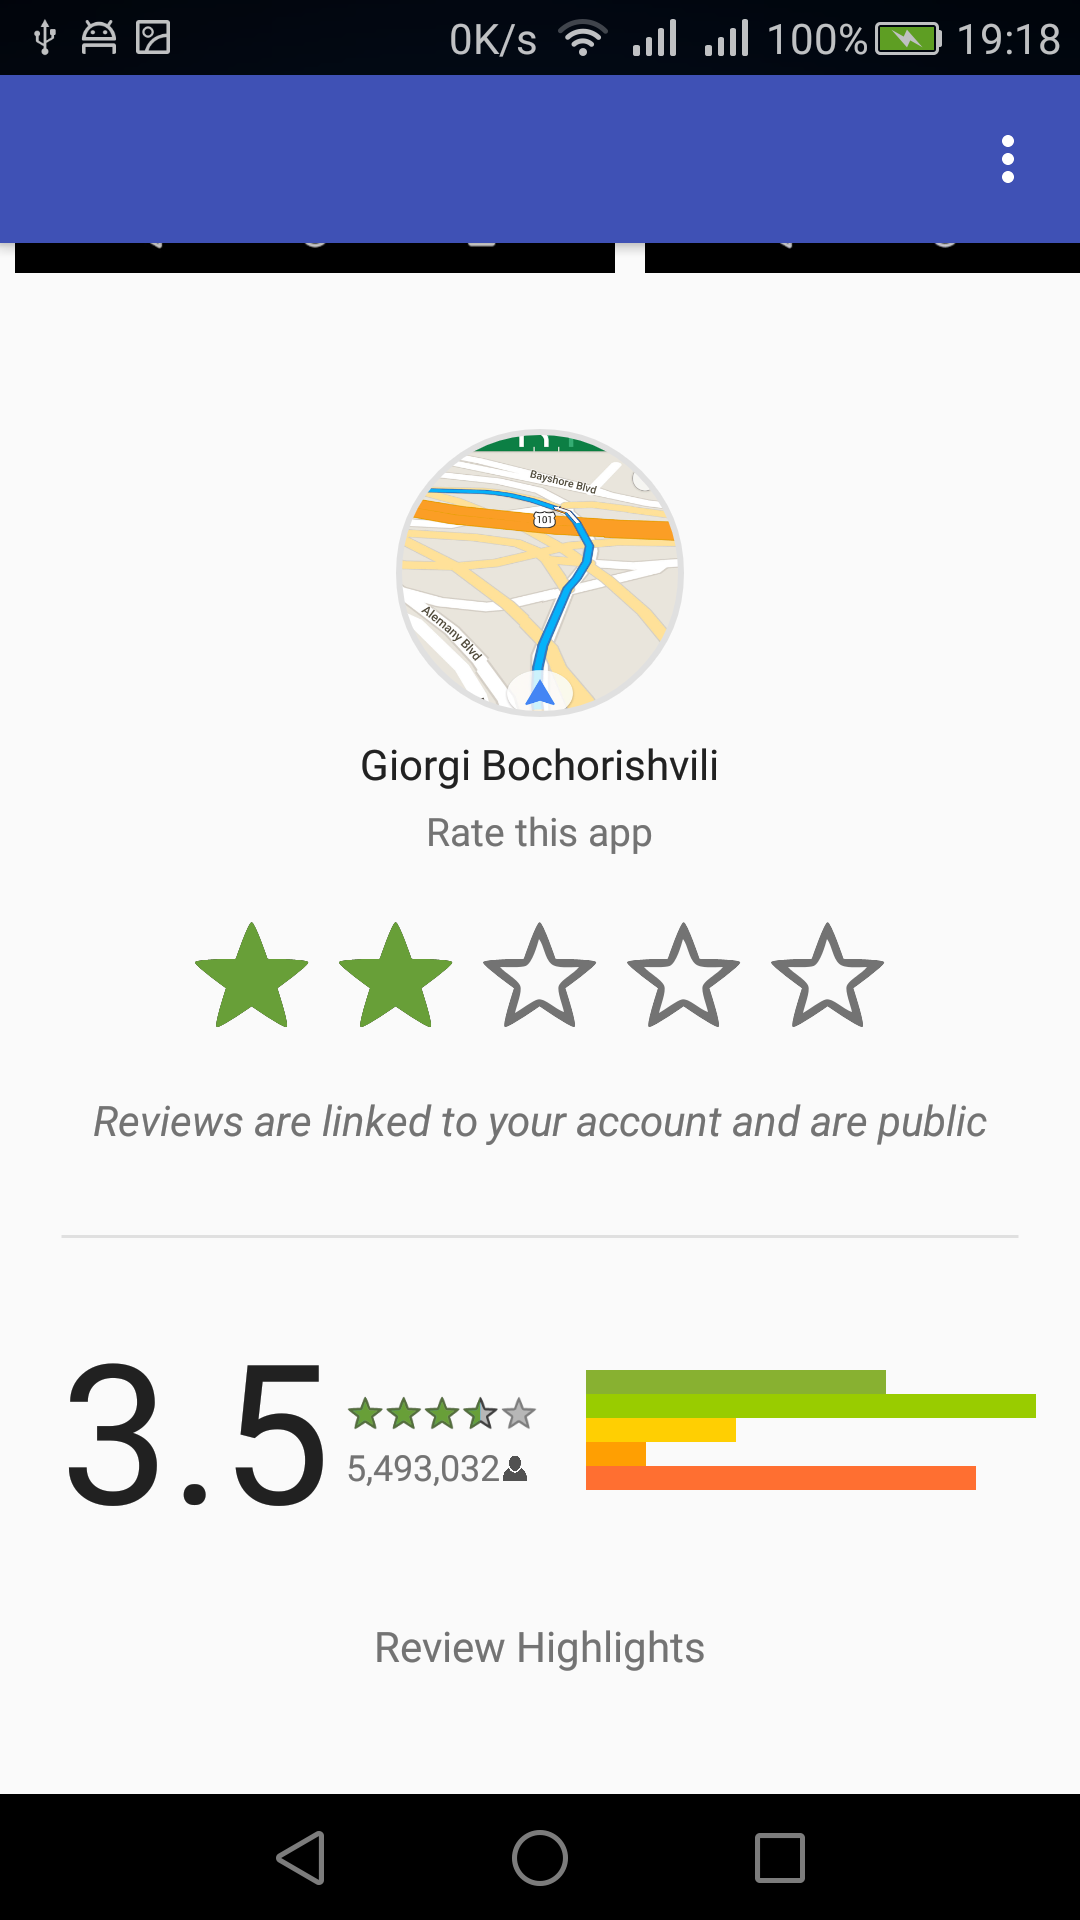 0K/s 100% 19:18
Bayshore Blvd
101
Alemany Blvd
Giorgi Bochorishvili
Rate this app
Reviews are linked to your account and are public
3.5
5,493,032
Review Highlights